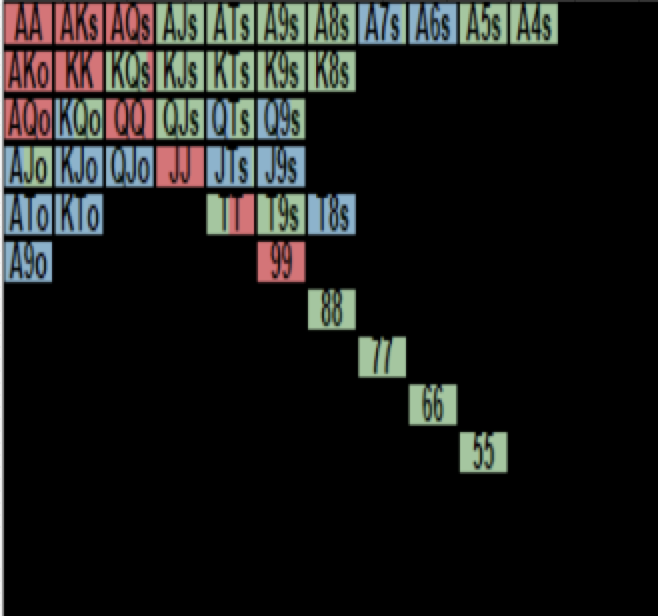 AA AKs AQs AJs ATs A9s A8s A7s A6s A5s A4s
AKo KK KQs KJs KTs K9s K8s
AQo KQo QQ QJs QTs Q9s
AJo KJo QJo JJ JTs J9s
ATo KTo TT T9s T8s
A9o 99
88
77
66
55